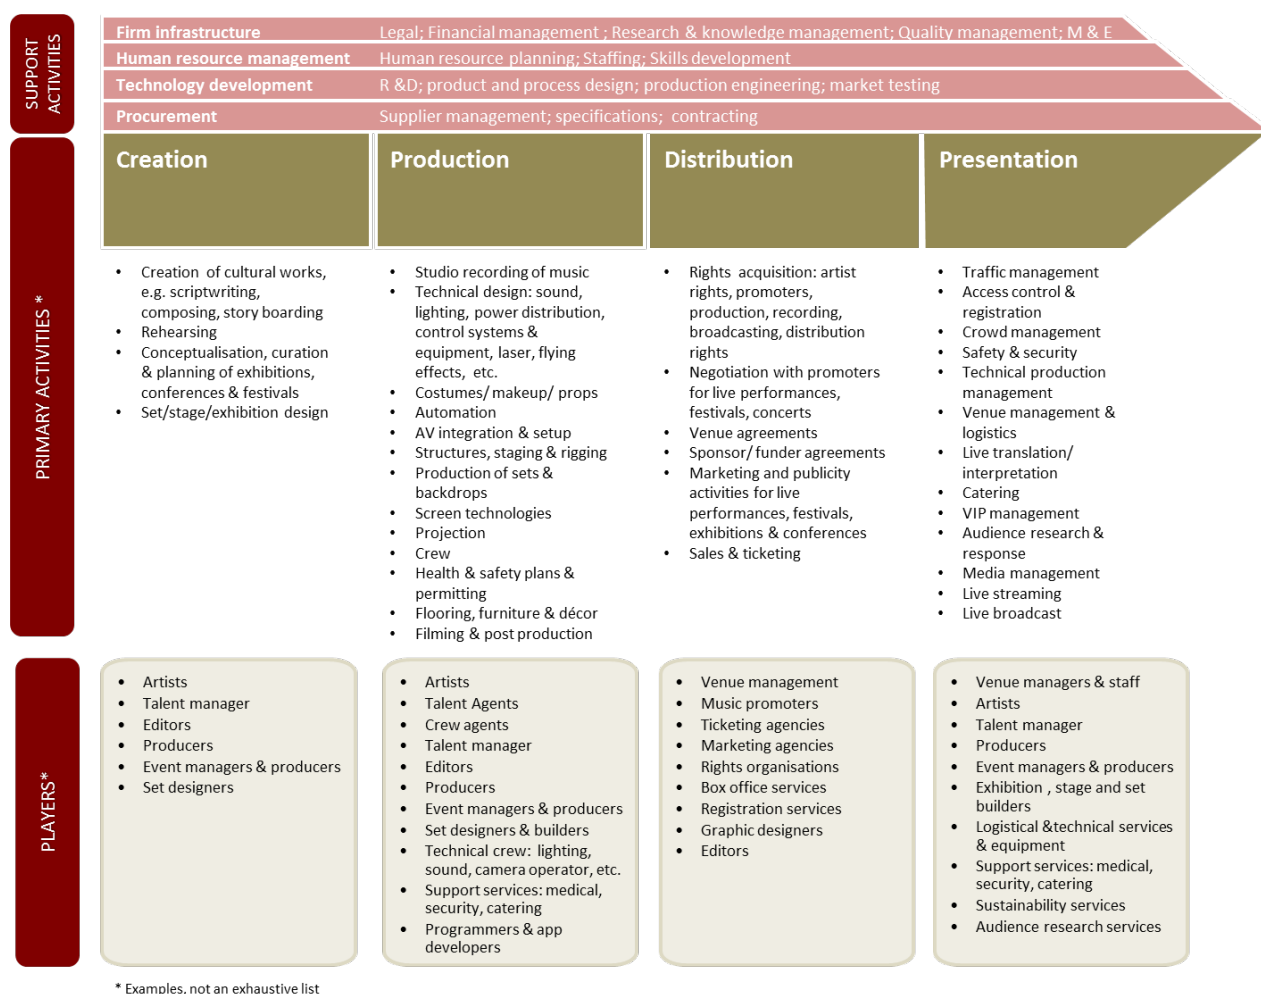 SUPPORT
ACTIVITIES
Firm infrastructure Legal; Financial management ; Research & knowledge management; Quality management; M & E
Human resource management Human resource planning; Staffing; Skills development
Technology development R &D; product and process design; production engineering; market testing
Procurement Supplier management; specifications; contracting
PRIMARY ACTIVITIES *
Creation
• Creation of cultural works,
e.g. scriptwriting,
composing, story boarding
• Rehearsing
• Conceptualisation, curation
& planning of exhibitions,
conferences & festivals
• Set/stage/exhibition design
Production
• Studio recording of music
• Technical design: sound,
lighting, power distribution,
control systems &
equipment, laser, flying
effects, etc.
• Costumes/ makeup/ props
• Automation
• AV integration & setup
• Structures, staging & rigging
• Production of sets &
backdrops
• Screen technologies
• Projection
• Crew
• Health & safety plans &
permitting
• Flooring, furniture & décor
• Filming & post production
Distribution
• Rights acquisition: artist
rights, promoters,
production, recording,
broadcasting, distribution
rights
• Negotiation with promoters
for live performances,
festivals, concerts
• Venue agreements
• Sponsor/ funder agreements
• Marketing and publicity
activities for live
performances, festivals,
exhibitions & conferences
• Sales & ticketing
Presentation
• Traffic management
• Access control &
registration
• Crowd management
• Safety & security
• Technical production
management
• Venue management &
logistics
• Live translation/
interpretation
• Catering
• VIP management
• Audience research &
response
• Media management
• Live streaming
• Live broadcast
PLAYERS*
• Artists
• Talent manager
• Editors
• Producers
• Event managers & producers
• Set designers
• Artists
• Talent Agents
• Crew agents
• Talent manager
• Editors
• Producers
• Event managers & producers
• Set designers & builders
• Technical crew: lighting,
sound, camera operator, etc.
• Support services: medical,
security, catering
• Programmers & app
developers
• Venue management
• Music promoters
• Ticketing agencies
• Marketing agencies
• Rights organisations
• Box office services
• Registration services
• Graphic designers
• Editors
• Venue managers & staff
• Artists
• Talent manager
• Producers
• Event managers & producers
• Exhibition , stage and set
builders
• Logistical &technical services
& equipment
• Support services: medical,
security, catering
• Sustainability services
• Audience research services
* Examples, not an exhaustive list